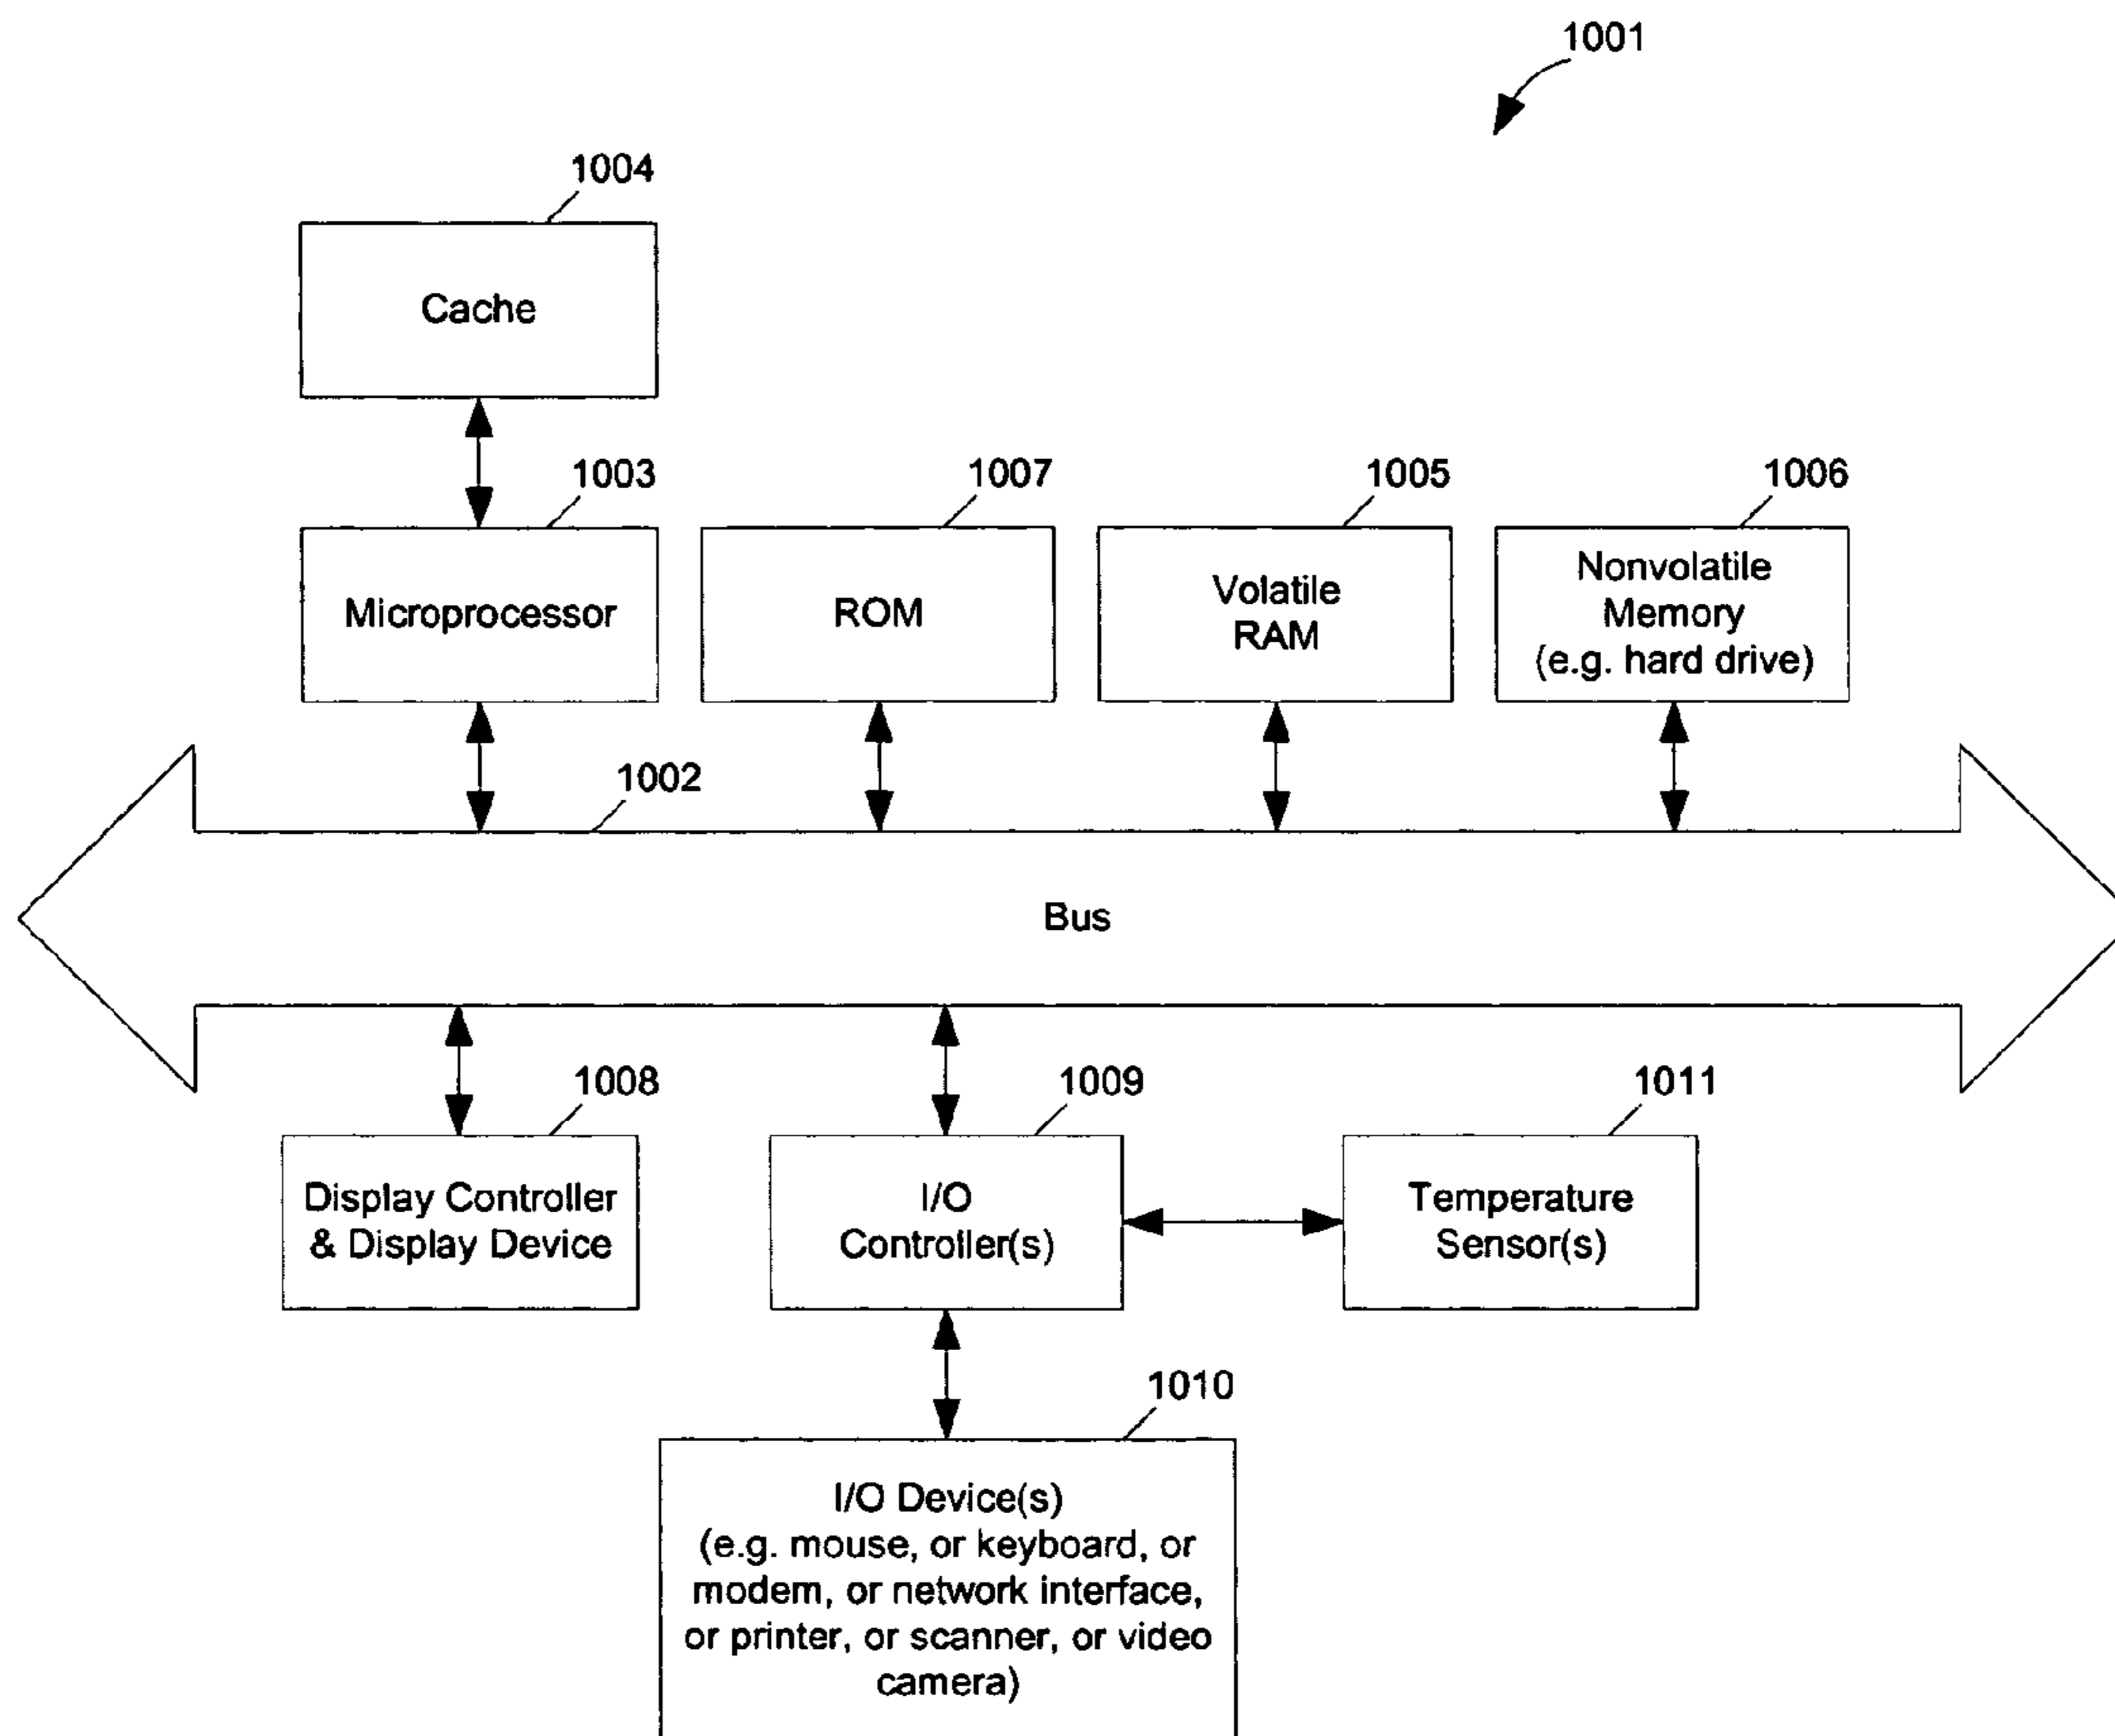 1001
1004
Cache
1003
1007
1005
1006
Microprocessor
ROM
Volatile
RAM
Nonvolatile
Memory
(e.g. hard drive)
1002
Bus
1008
1009
1011
Display Controller
& Display Device
I/O
Controller(s)
Temperature
Sensor(s)
1010
I/O Device(s)
(e.g. mouse, or keyboard, or
modem, or network interface,
or printer, or scanner, or video
camera)